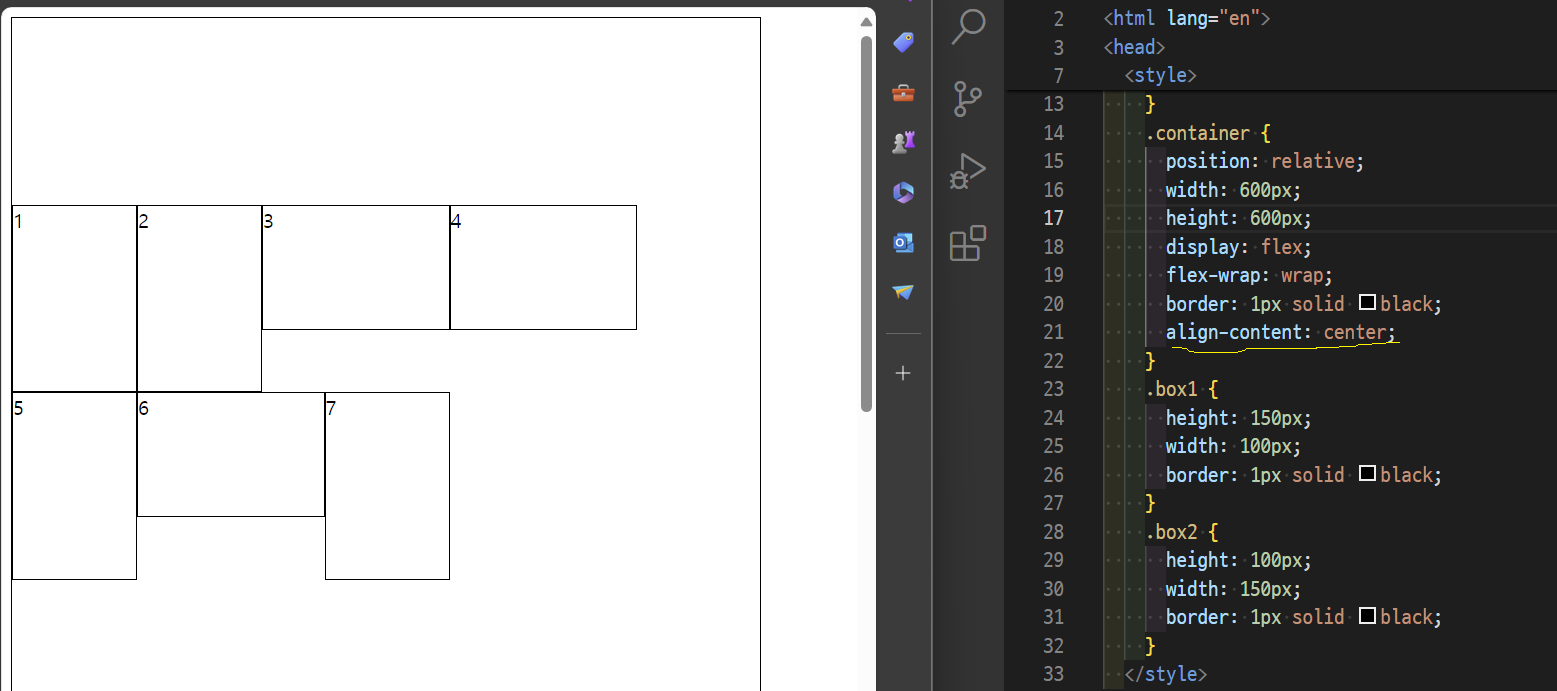 1 2 3 4
5 6 7
2 <html lang="en">
3 <head>
7 <style>
13 }
14 .container {
15 position: relative;
16 width: 600px;
17 height: 600px;
18 display: flex;
19 flex-wrap: wrap;
20 border: 1px solid black;
21 align-content: center;
22 }
23 .box1 {
24 height: 150px;
25 width: 100px;
26 border: 1px solid black;
27 }
28 .box2 {
29 height: 100px;
30 width: 150px;
31 border: 1px solid black;
32 }
33 </style>